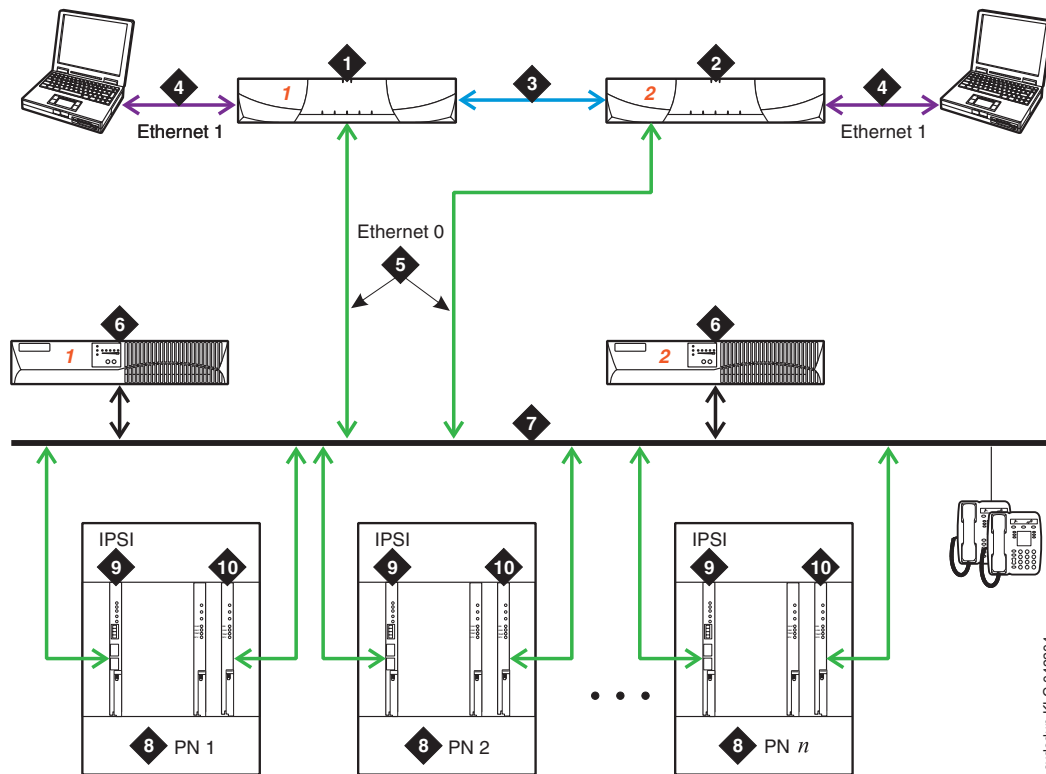 1 2
4 3 4
1 2
Ethernet 1 Ethernet 1
Ethernet 0
5
6 6
1 2
7
IPSI IPSI IPSI
9 10 9 10 9 10
8 PN 1 8 PN 2 8 PN n